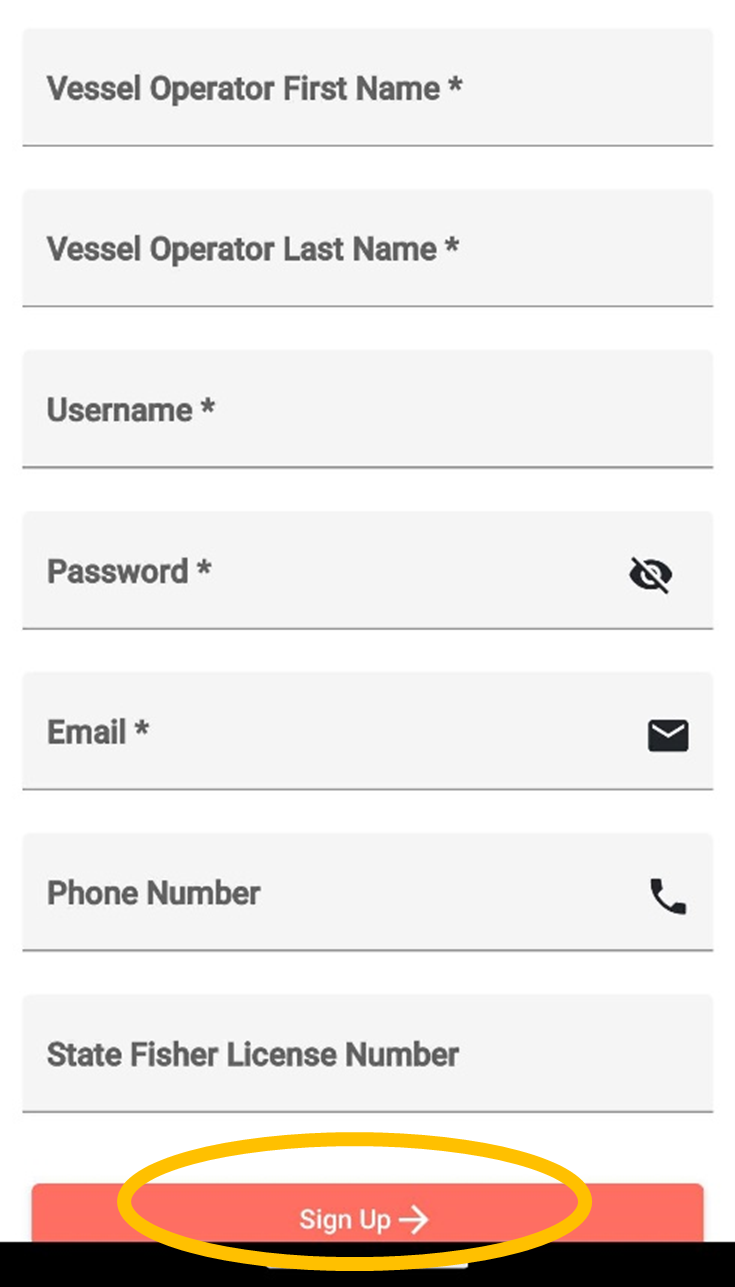 Vessel Operator First Name *
Vessel Operator Last Name *
Username *
Password *
Email *
Phone Number
State Fisher License Number
Sign Up